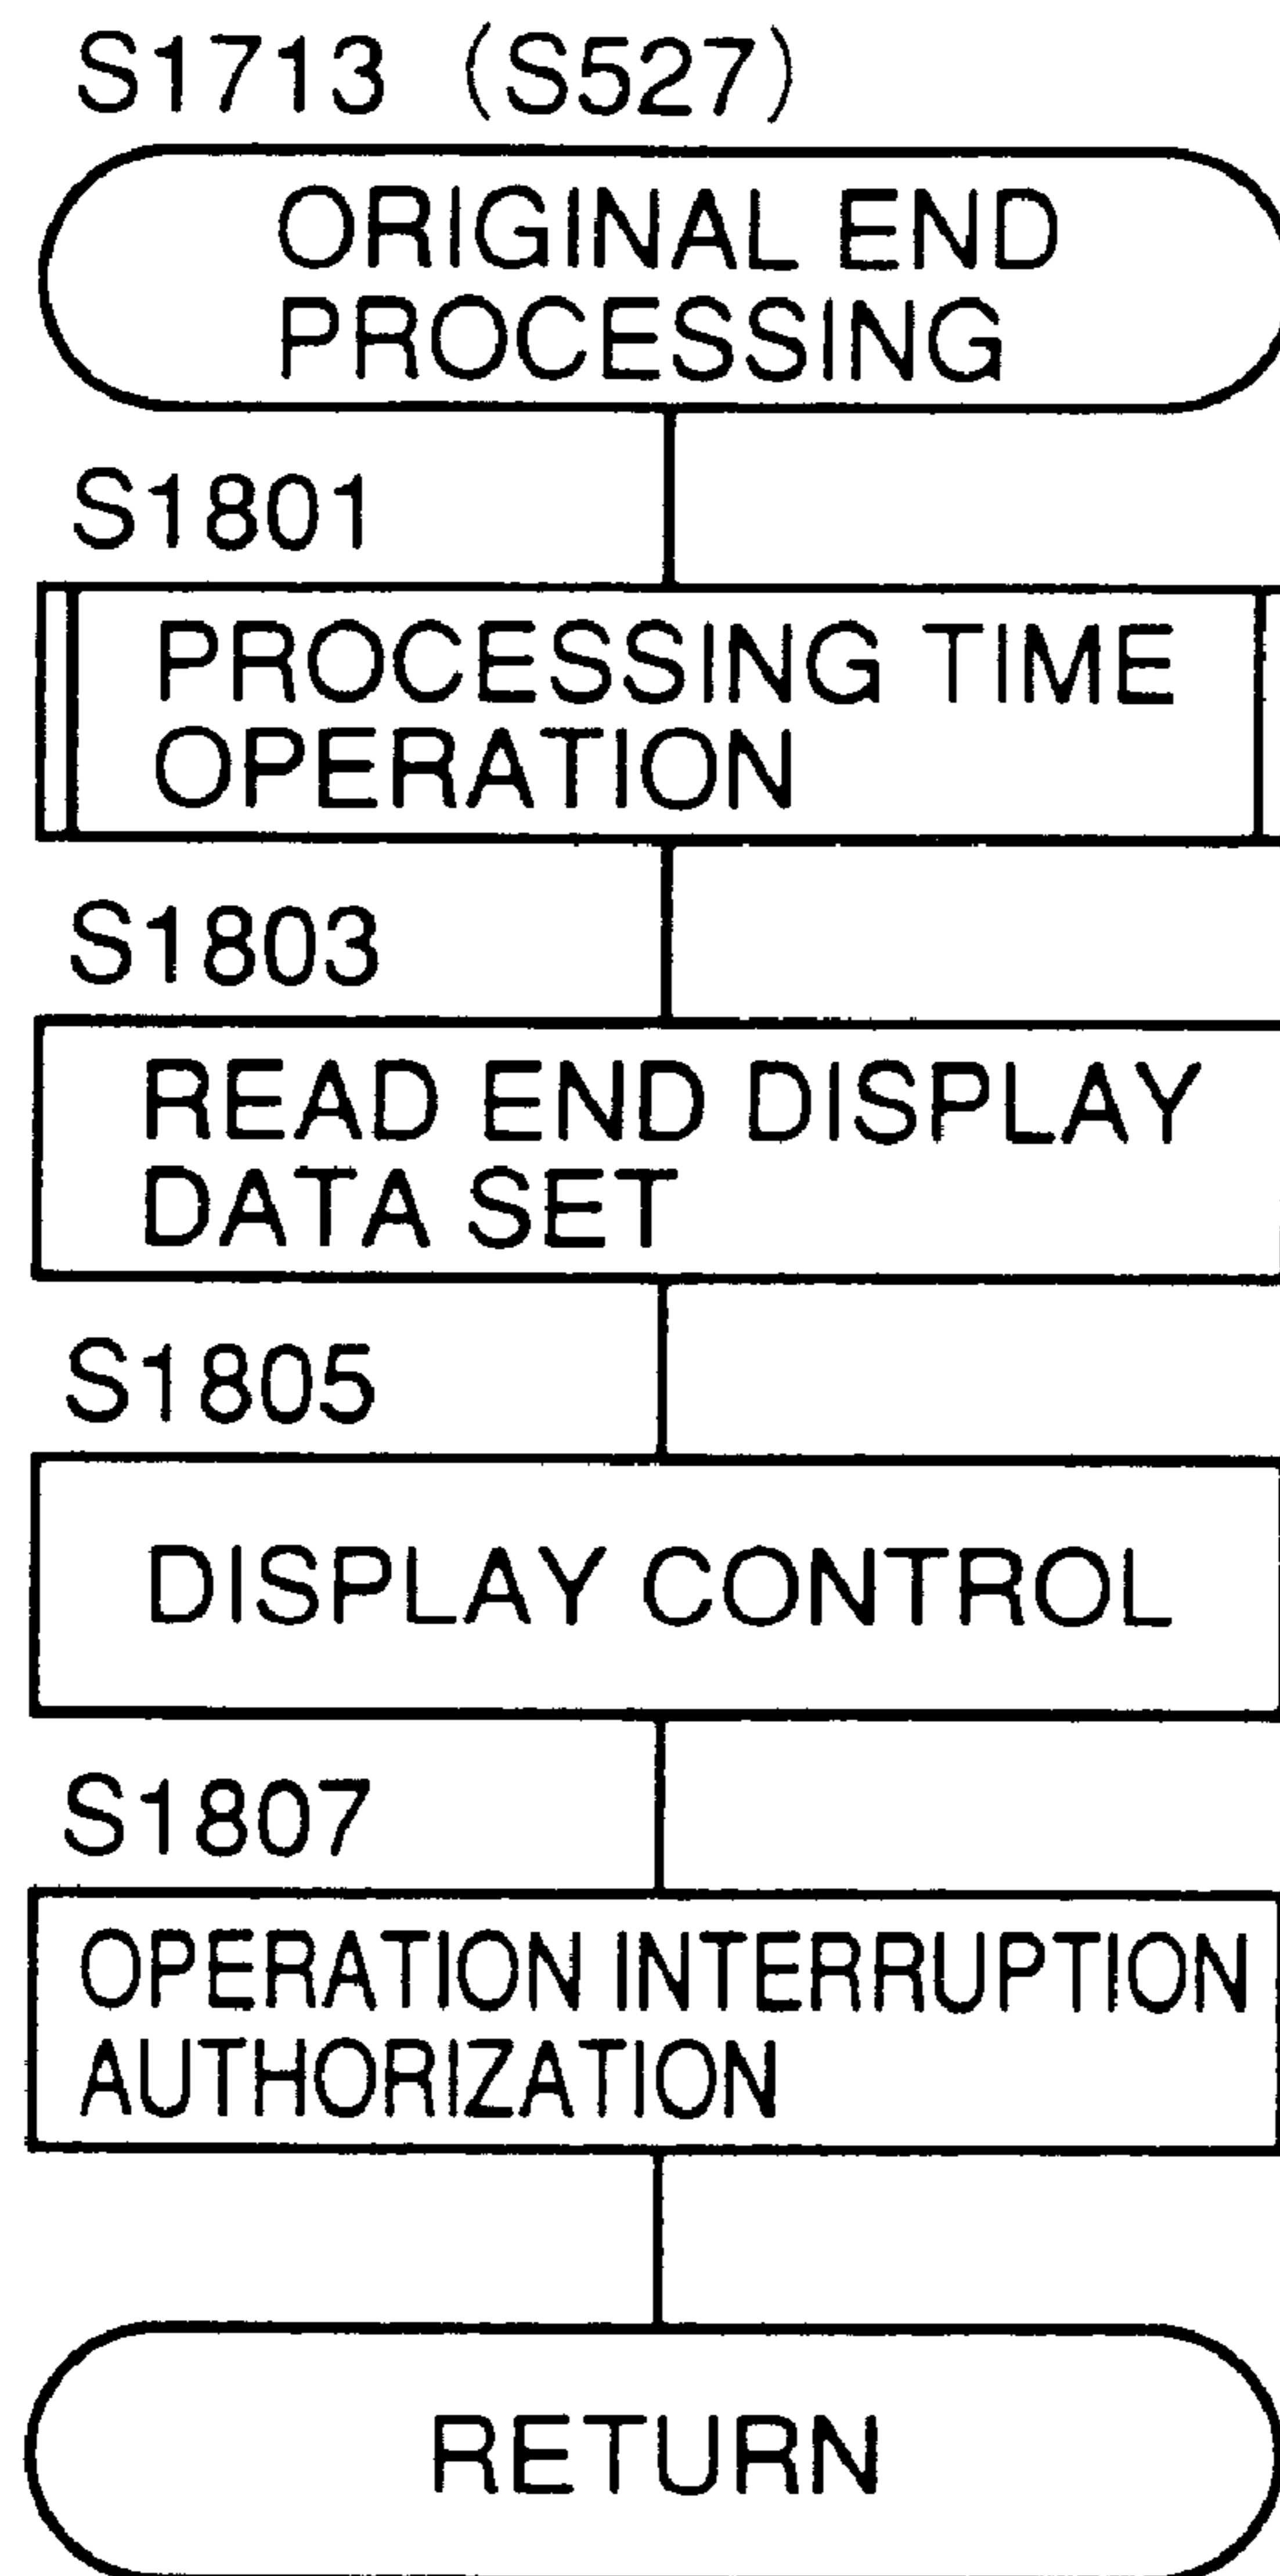 S1713 (S527)
ORIGINAL END
PROCESSING
S1801
PROCESSING TIME
OPERATION
S1803
READ END DISPLAY
DATA SET
S1805
DISPLAY CONTROL
S1807
OPERATION INTERRUPTION
AUTHORIZATION
RETURN